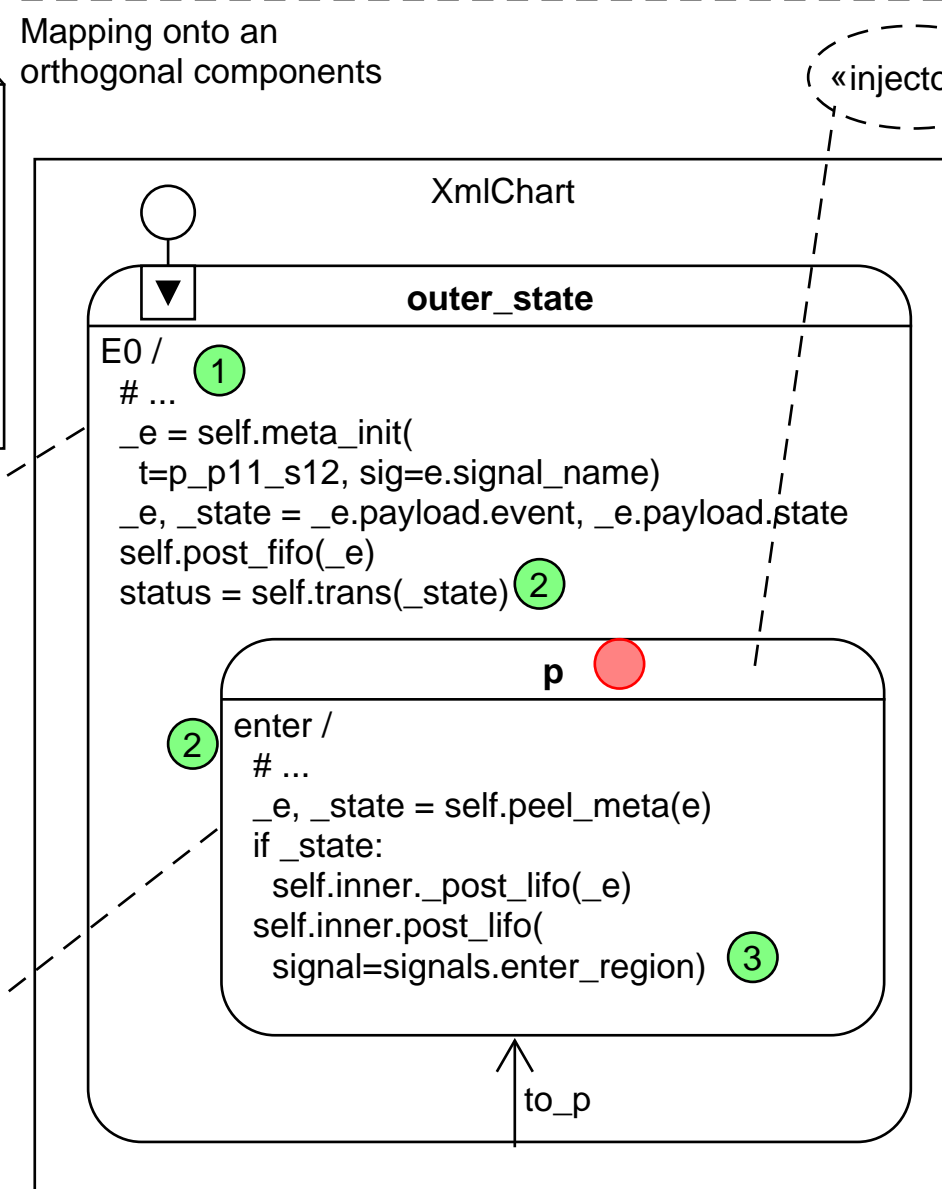 Mapping onto an
orthogonal components
«injecto
XmlChart
outer_state
E0 /
1
# ...
_e = self.meta_init(
t=p_p11_s12, sig=e.signal_name)
_e, _state = _e.payload.event, _e.payload.state
self.post_fifo(_e)
status = self.trans(_state)
2
p
2
enter /
# ...
_e, _state = self.peel_meta(e)
if _state:
self.inner._post_lifo(_e)
self.inner.post_lifo(
signal=signals.enter_region)
3
to_p